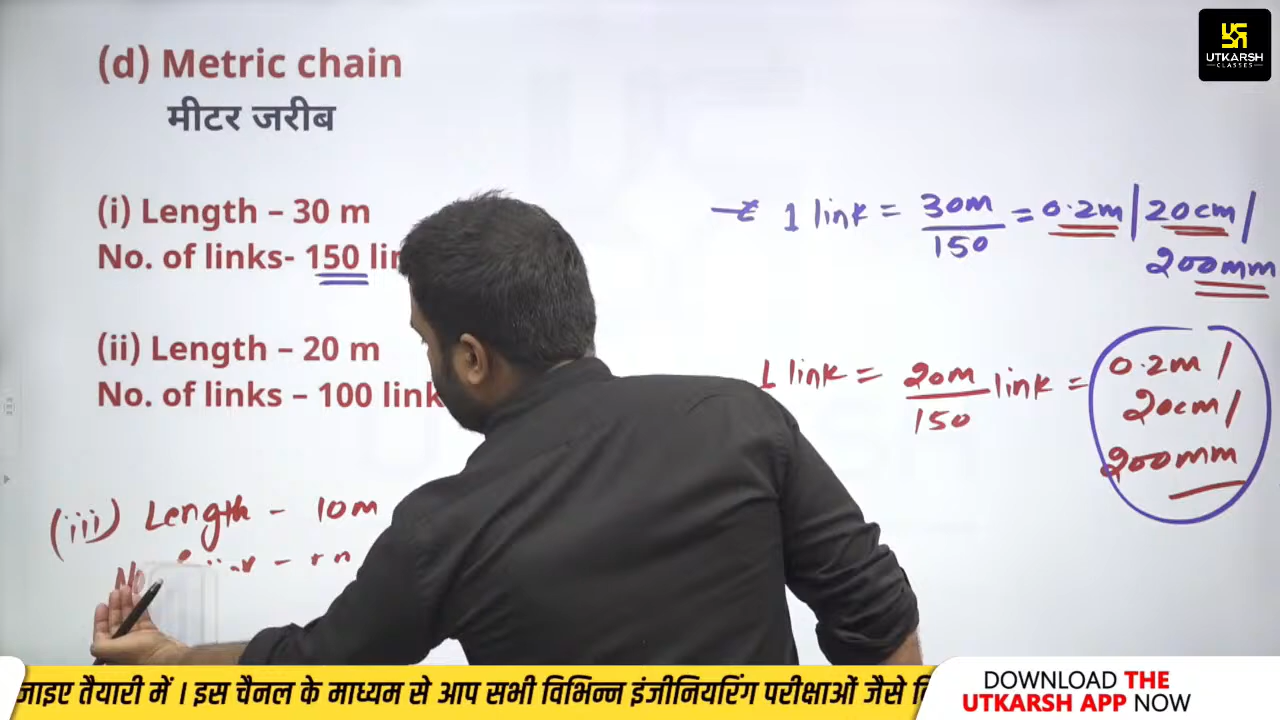 (d) Metric chain
मीटर जरीब
(i) Length – 30 m
No. of links- 150
(ii) Length – 20 m
No. of links – 100 link
(iii) Length - 10m
1 link = 30m/150 = 0.2m | 20cm |
200mm
1 link = 20m/150 link = 0.2m |
20cm |
200mm
UTKARSH
CLASSES
तैयारी में । इस चैनल के माध्यम से आप सभी विभिन्न इंजीनियरिंग परीक्षाओं जैसे
DOWNLOAD THE
UTKARSH APP NOW